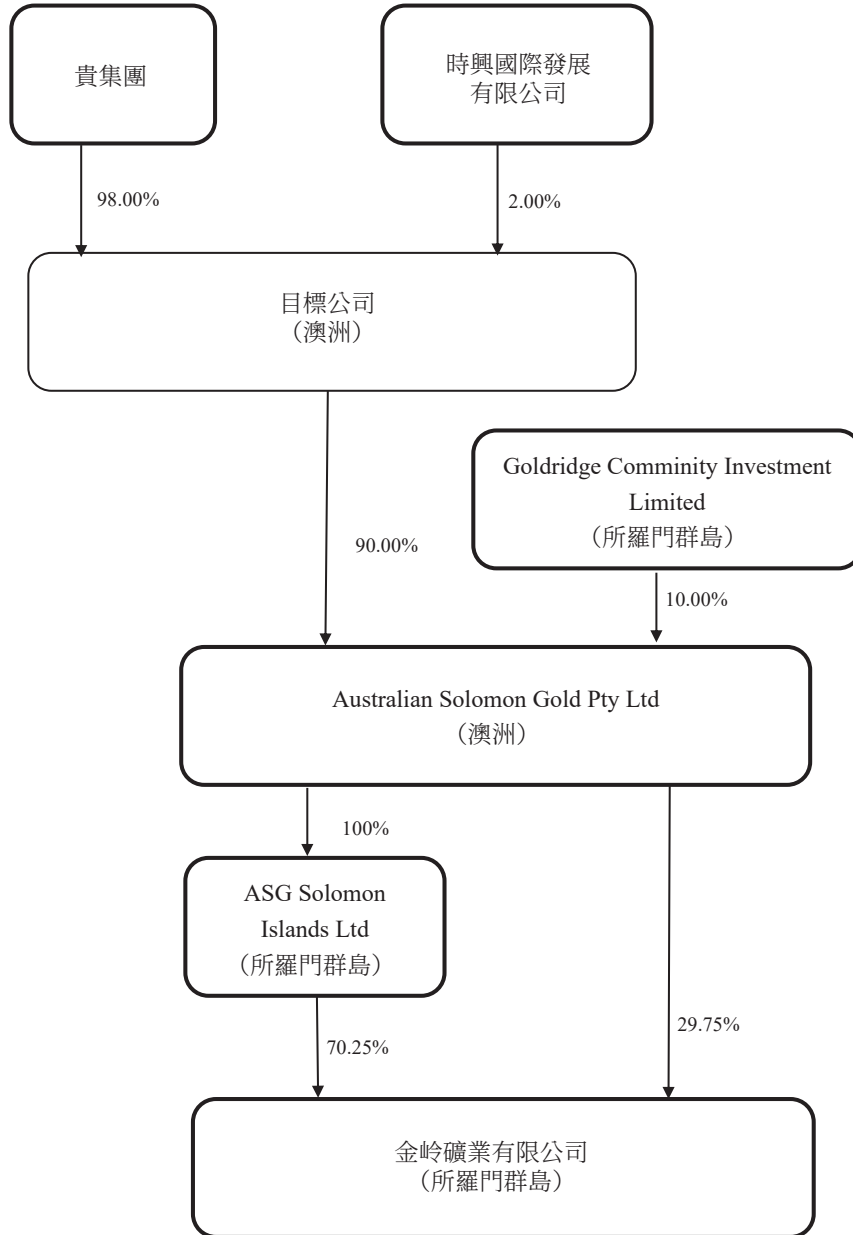 貴集團
時興國際發展
有限公司
98.00%
2.00%
目標公司
（澳洲）
Goldridge Comminity Investment
Limited
（所羅門群島）
90.00%
10.00%
Australian Solomon Gold Pty Ltd
（澳洲）
100%
ASG Solomon
Islands Ltd
（所羅門群島）
70.25%
29.75%
金岭礦業有限公司
（所羅門群島）